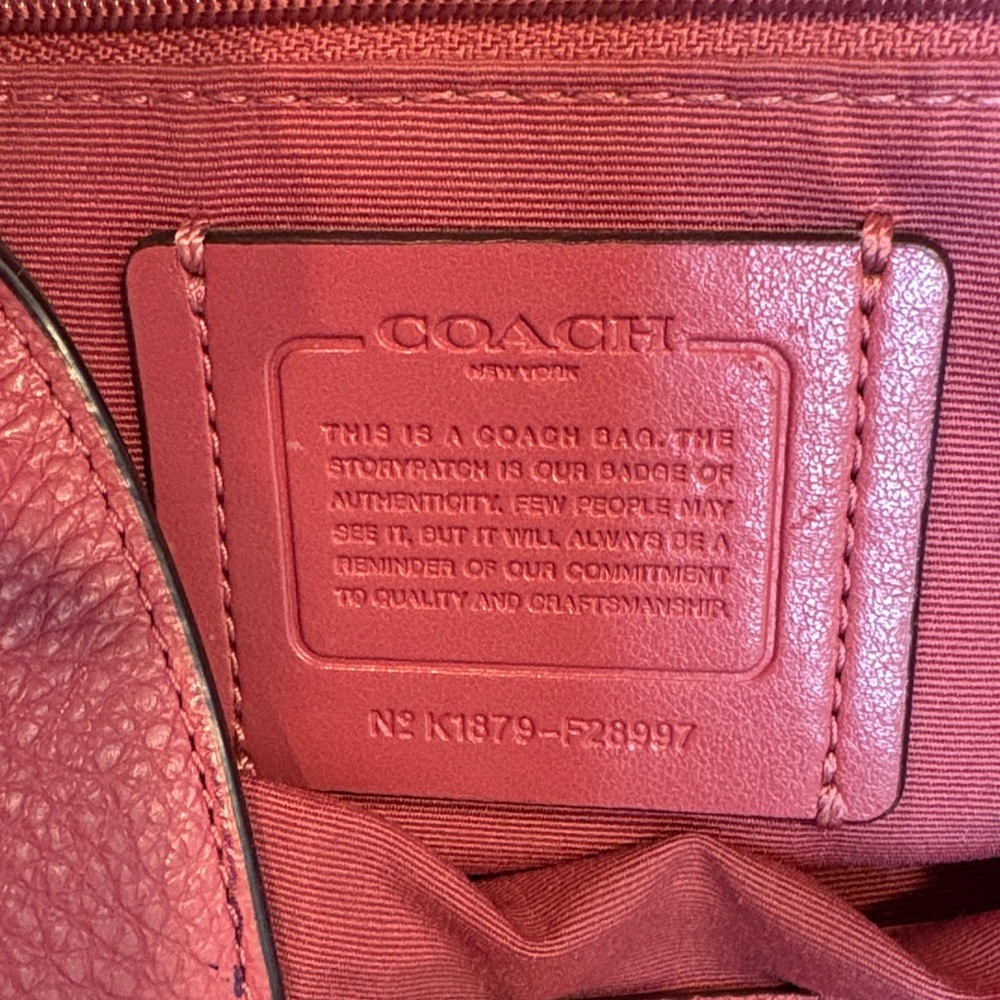 COACH
NEW YORK
THIS IS A COACH BAG. THE
STORYPATCH IS OUR BADGE OF
AUTHENTICITY. FEW PEOPLE MAY
SEE IT, BUT IT WILL ALWAYS BE A
REMINDER OF OUR COMMITMENT
TO QUALITY AND CRAFTSMANSHIP.
Nº K1879-F28997